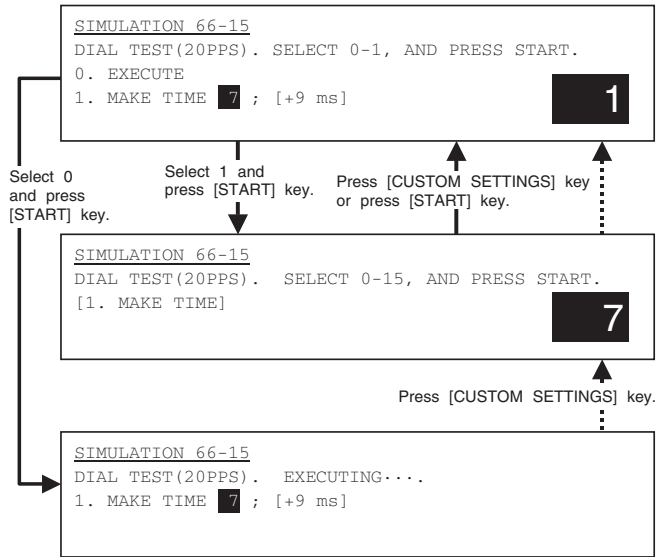 SIMULATION 66-15
DIAL TEST(20PPS). SELECT 0-1, AND PRESS START.
0. EXECUTE
1. MAKE TIME 7 ; [+9 ms]
1
Select 0
and press
[START] key.
Select 1 and
press [START] key.
Press [CUSTOM SETTINGS] key
or press [START] key.
SIMULATION 66-15
DIAL TEST(20PPS). SELECT 0-15, AND PRESS START.
[1. MAKE TIME]
7
Press [CUSTOM SETTINGS] key.
SIMULATION 66-15
DIAL TEST(20PPS). EXECUTING····.
1. MAKE TIME 7 ; [+9 ms]